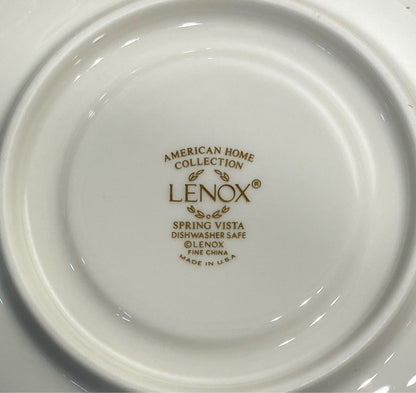 AMERICAN HOME
COLLECTION
LENOX®
SPRING VISTA
DISHWASHER SAFE
©LENOX
FINE CHINA
MADE IN U.S.A